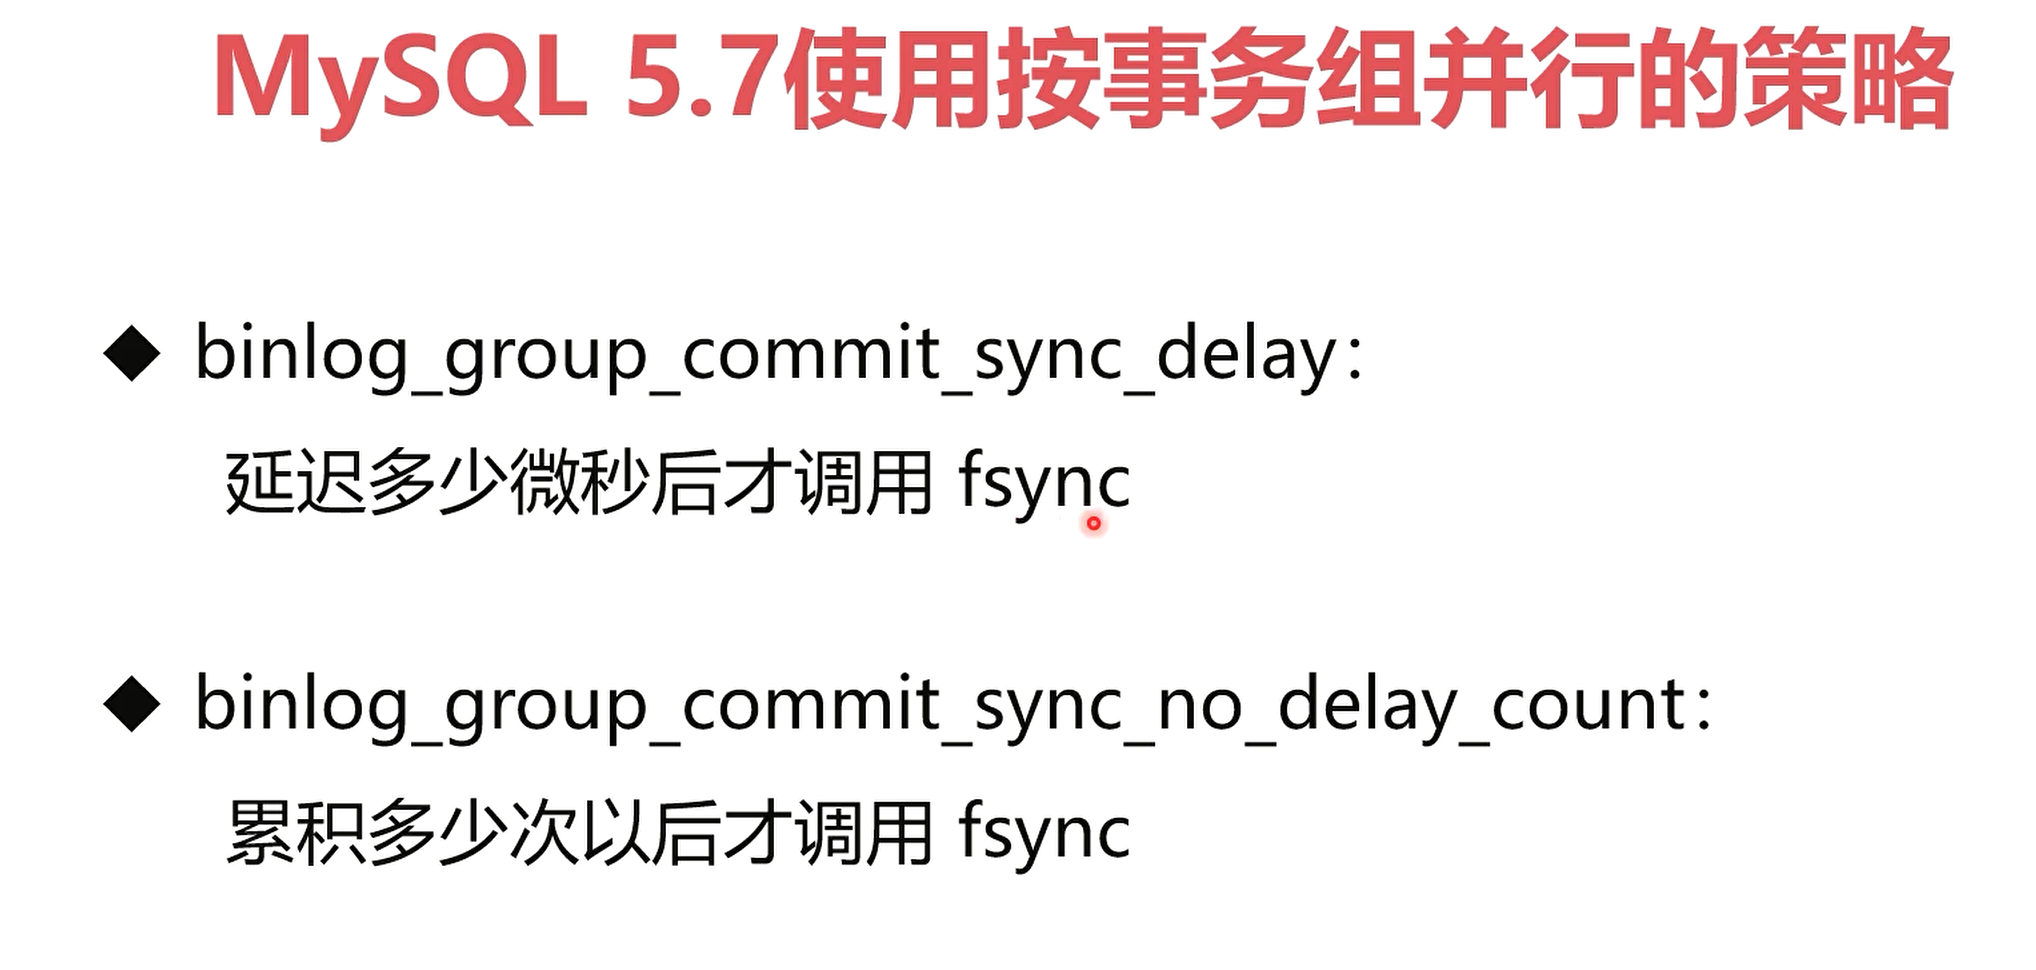 MySQL 5.7使用按事务组并行的策略
◆ binlog_group_commit_sync_delay：
延迟多少微秒后才调用 fsync
◆ binlog_group_commit_sync_no_delay_count：
累积多少次以后才调用 fsync